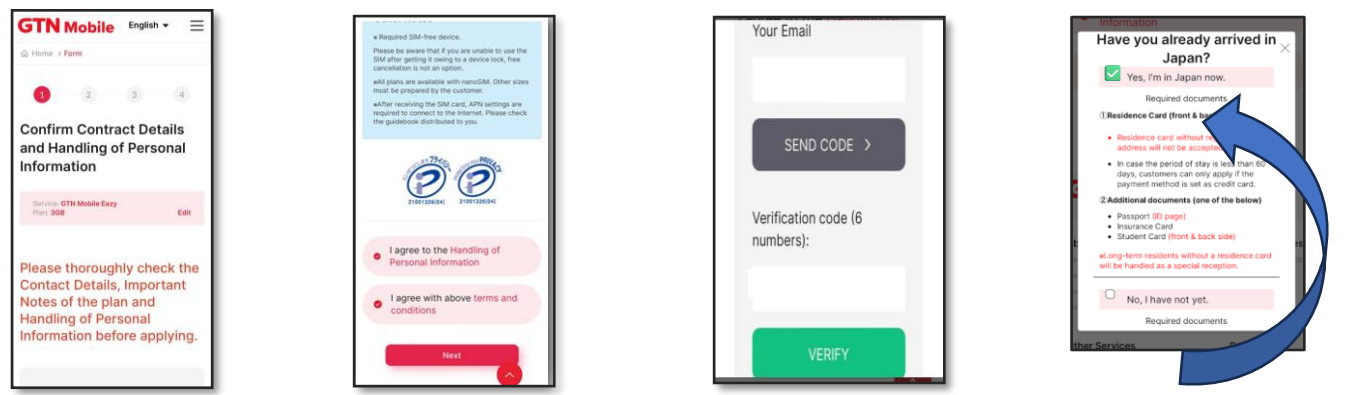 GTN Mobile English
Home > Form
1 2 3 4
Confirm Contract Details
and Handling of Personal
Information
Service: GTN Mobile Eazy
Plan: 3GB Edit
Please thoroughly check the
Contact Details, Important
Notes of the plan and
Handling of Personal
Information before applying.
● Required SIM-free device.
Please be aware that if you are unable to use the
SIM after getting it owing to a device lock, free
cancellation is not an option.
●All plans are available with nanoSIM. Other sizes
must be prepared by the customer.
●After receiving the SIM card, APN settings are
required to connect to the Internet. Please check
the guidebook distributed to you.
21001326(04) 21001326(04)
I agree to the Handling of
Personal Information
I agree with above terms and
conditions
Next
Your Email
SEND CODE >
Verification code (6
numbers):
VERIFY
Information
Have you already arrived in
Japan?
Yes, I'm in Japan now.
Required documents
①Residence Card (front &
• Residence card without
address will not be accepted
• In case the period of stay is less than 60
days, customers can only apply if the
payment method is set as credit card.
②Additional documents (one of the below)
• Passport (ID page)
• Insurance Card
• Student Card (front & back side)
●Long-term residents without a residence card
will be handled as a special reception.
No, I have not yet.
Required documents
ther Services